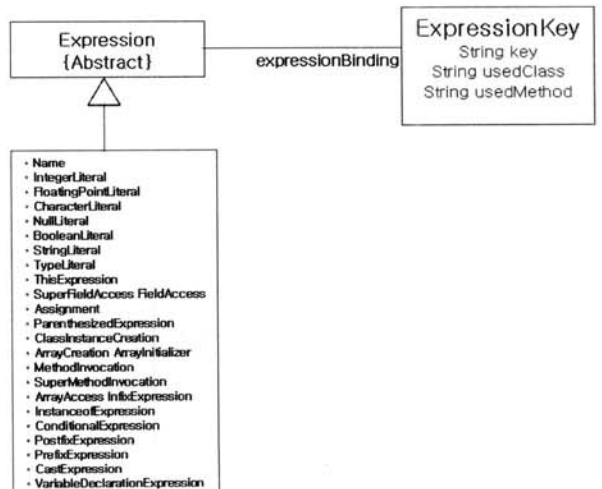 Expression
{Abstract}
expressionBinding
ExpressionKey
String key
String usedClass
String usedMethod
• Name
• IntegerLiteral
• FloatingPointLiteral
• CharacterLiteral
• NullLiteral
• BooleanLiteral
• StringLiteral
• TypeLiteral
• ThisExpression
• SuperFieldAccess FieldAccess
• Assignment
• ParenthesizedExpression
• ClassInstanceCreation
• ArrayCreation ArrayInitializer
• MethodInvocation
• SuperMethodInvocation
• ArrayAccess InfixExpression
• InstanceofExpression
• ConditionalExpression
• PostfixExpression
• PrefixExpression
• CastExpression
• VariableDeclarationExpression